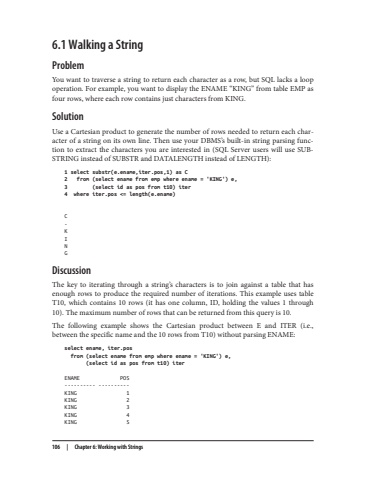 6.1 Walking a String
Problem
You want to traverse a string to return each character as a row, but SQL lacks a loop
operation. For example, you want to display the ENAME “KING” from table EMP as
four rows, where each row contains just characters from KING.
Solution
Use a Cartesian product to generate the number of rows needed to return each char-
acter of a string on its own line. Then use your DBMS’s built-in string parsing func-
tion to extract the characters you are interested in (SQL Server users will use SUB-
STRING instead of SUBSTR and DATALENGTH instead of LENGTH):
1 select substr(e.ename,iter.pos,1) as C
2 from (select ename from emp where ename = 'KING') e,
3 (select id as pos from t10) iter
4 where iter.pos <= length(e.ename)
C
-
K
I
N
G
Discussion
The key to iterating through a string’s characters is to join against a table that has
enough rows to produce the required number of iterations. This example uses table
T10, which contains 10 rows (it has one column, ID, holding the values 1 through
10). The maximum number of rows that can be returned from this query is 10.
The following example shows the Cartesian product between E and ITER (i.e.,
between the specific name and the 10 rows from T10) without parsing ENAME:
select ename, iter.pos
from (select ename from emp where ename = 'KING') e,
(select id as pos from t10) iter
ENAME POS
---------- ----------
KING 1
KING 2
KING 3
KING 4
KING 5
106 | Chapter 6: Working with Strings